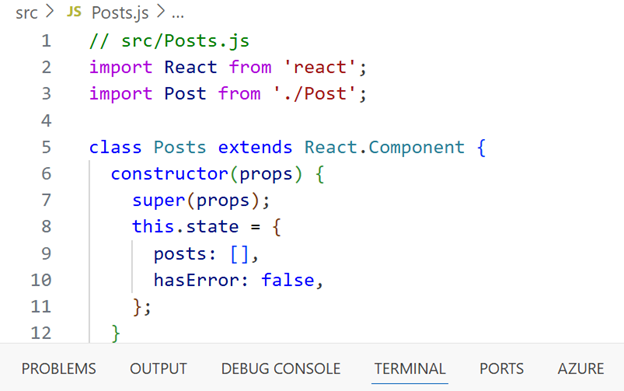 src > JS Posts.js > ...
1 // src/Posts.js
2 import React from 'react';
3 import Post from './Post';
4
5 class Posts extends React.Component {
6 constructor(props) {
7 super(props);
8 this.state = {
9 posts: [],
10 hasError: false,
11 };
12 }
PROBLEMS OUTPUT DEBUG CONSOLE TERMINAL PORTS AZURE